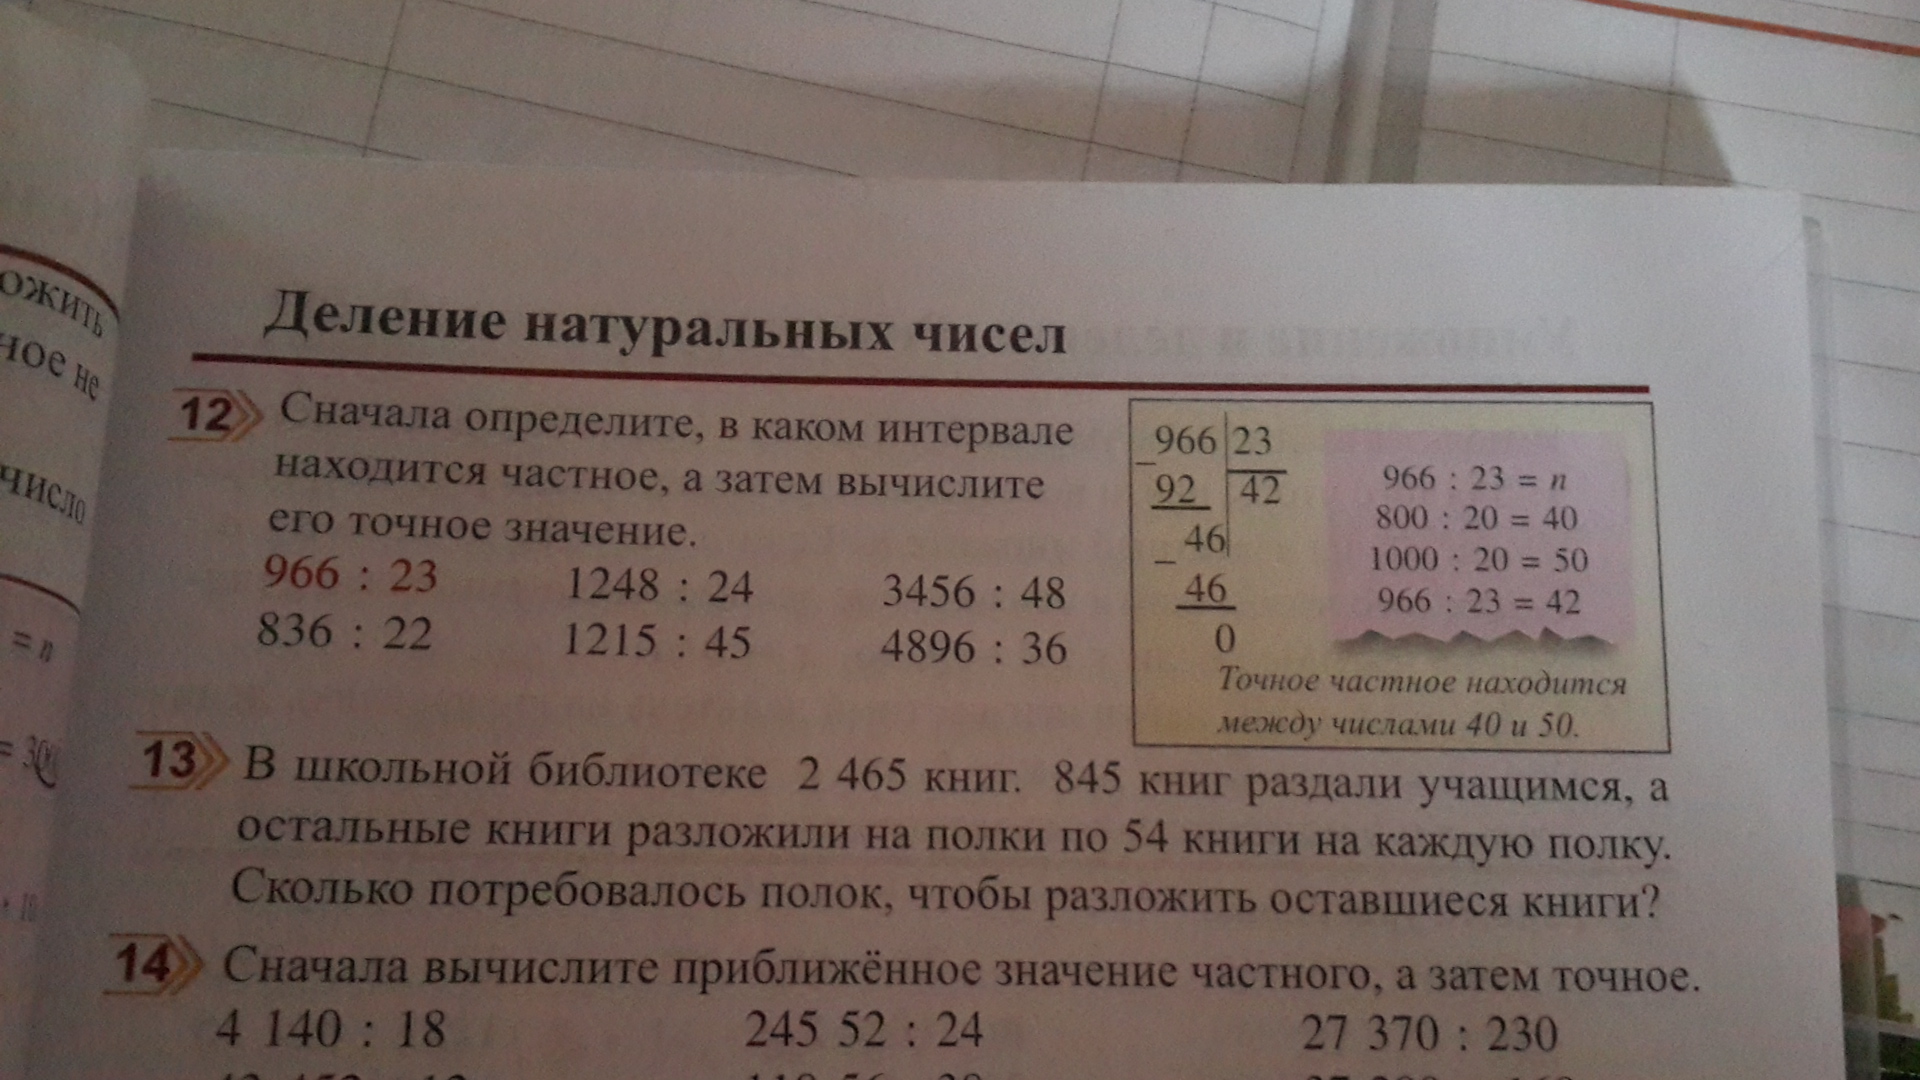 ожить
ное не
число
= n
Деление натуральных чисел
12 Сначала определите, в каком интервале
находится частное, а затем вычислите
его точное значение.
966 : 23 1248 : 24 3456 : 48
836 : 22 1215 : 45 4896 : 36
966 23
– 92 42
46
– 46
0
966 : 23 = n
800 : 20 = 40
1000 : 20 = 50
966 : 23 = 42
Точное частное находится
между числами 40 и 50.
13 В школьной библиотеке 2 465 книг. 845 книг раздали учащимся, а
остальные книги разложили на полки по 54 книги на каждую полку.
Сколько потребовалось полок, чтобы разложить оставшиеся книги?
14 Сначала вычислите приближённое значение частного, а затем точное.
4 140 : 18 245 52 : 24 27 370 : 230